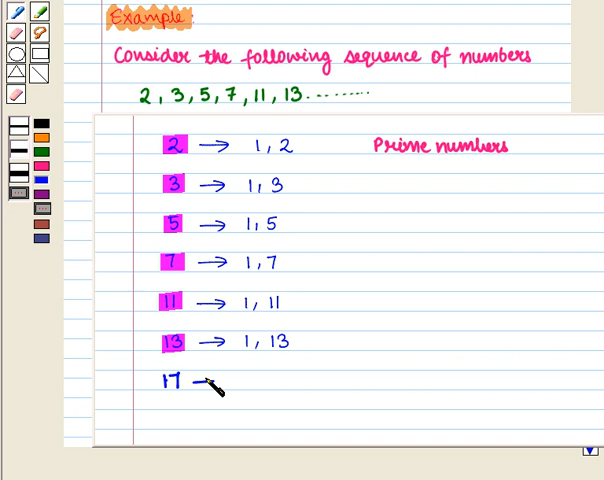 Example
Consider the following sequence of numbers
2, 3, 5, 7, 11, 13.........
2 → 1, 2 Prime numbers
3 → 1, 3
5 → 1, 5
7 → 1, 7
11 → 1, 11
13 → 1, 13
17 —